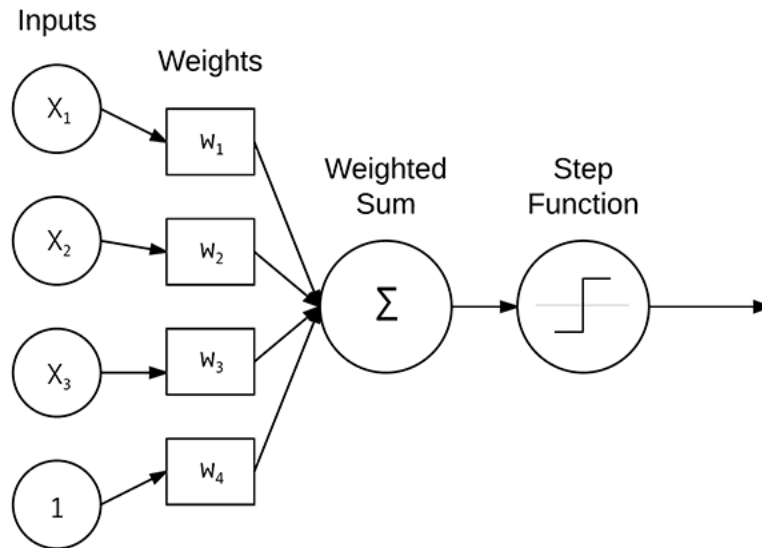 Inputs
Weights
X₁
w₁
Weighted
Sum
Step
Function
X₂
w₂
Σ
X₃
w₃
1
w₄